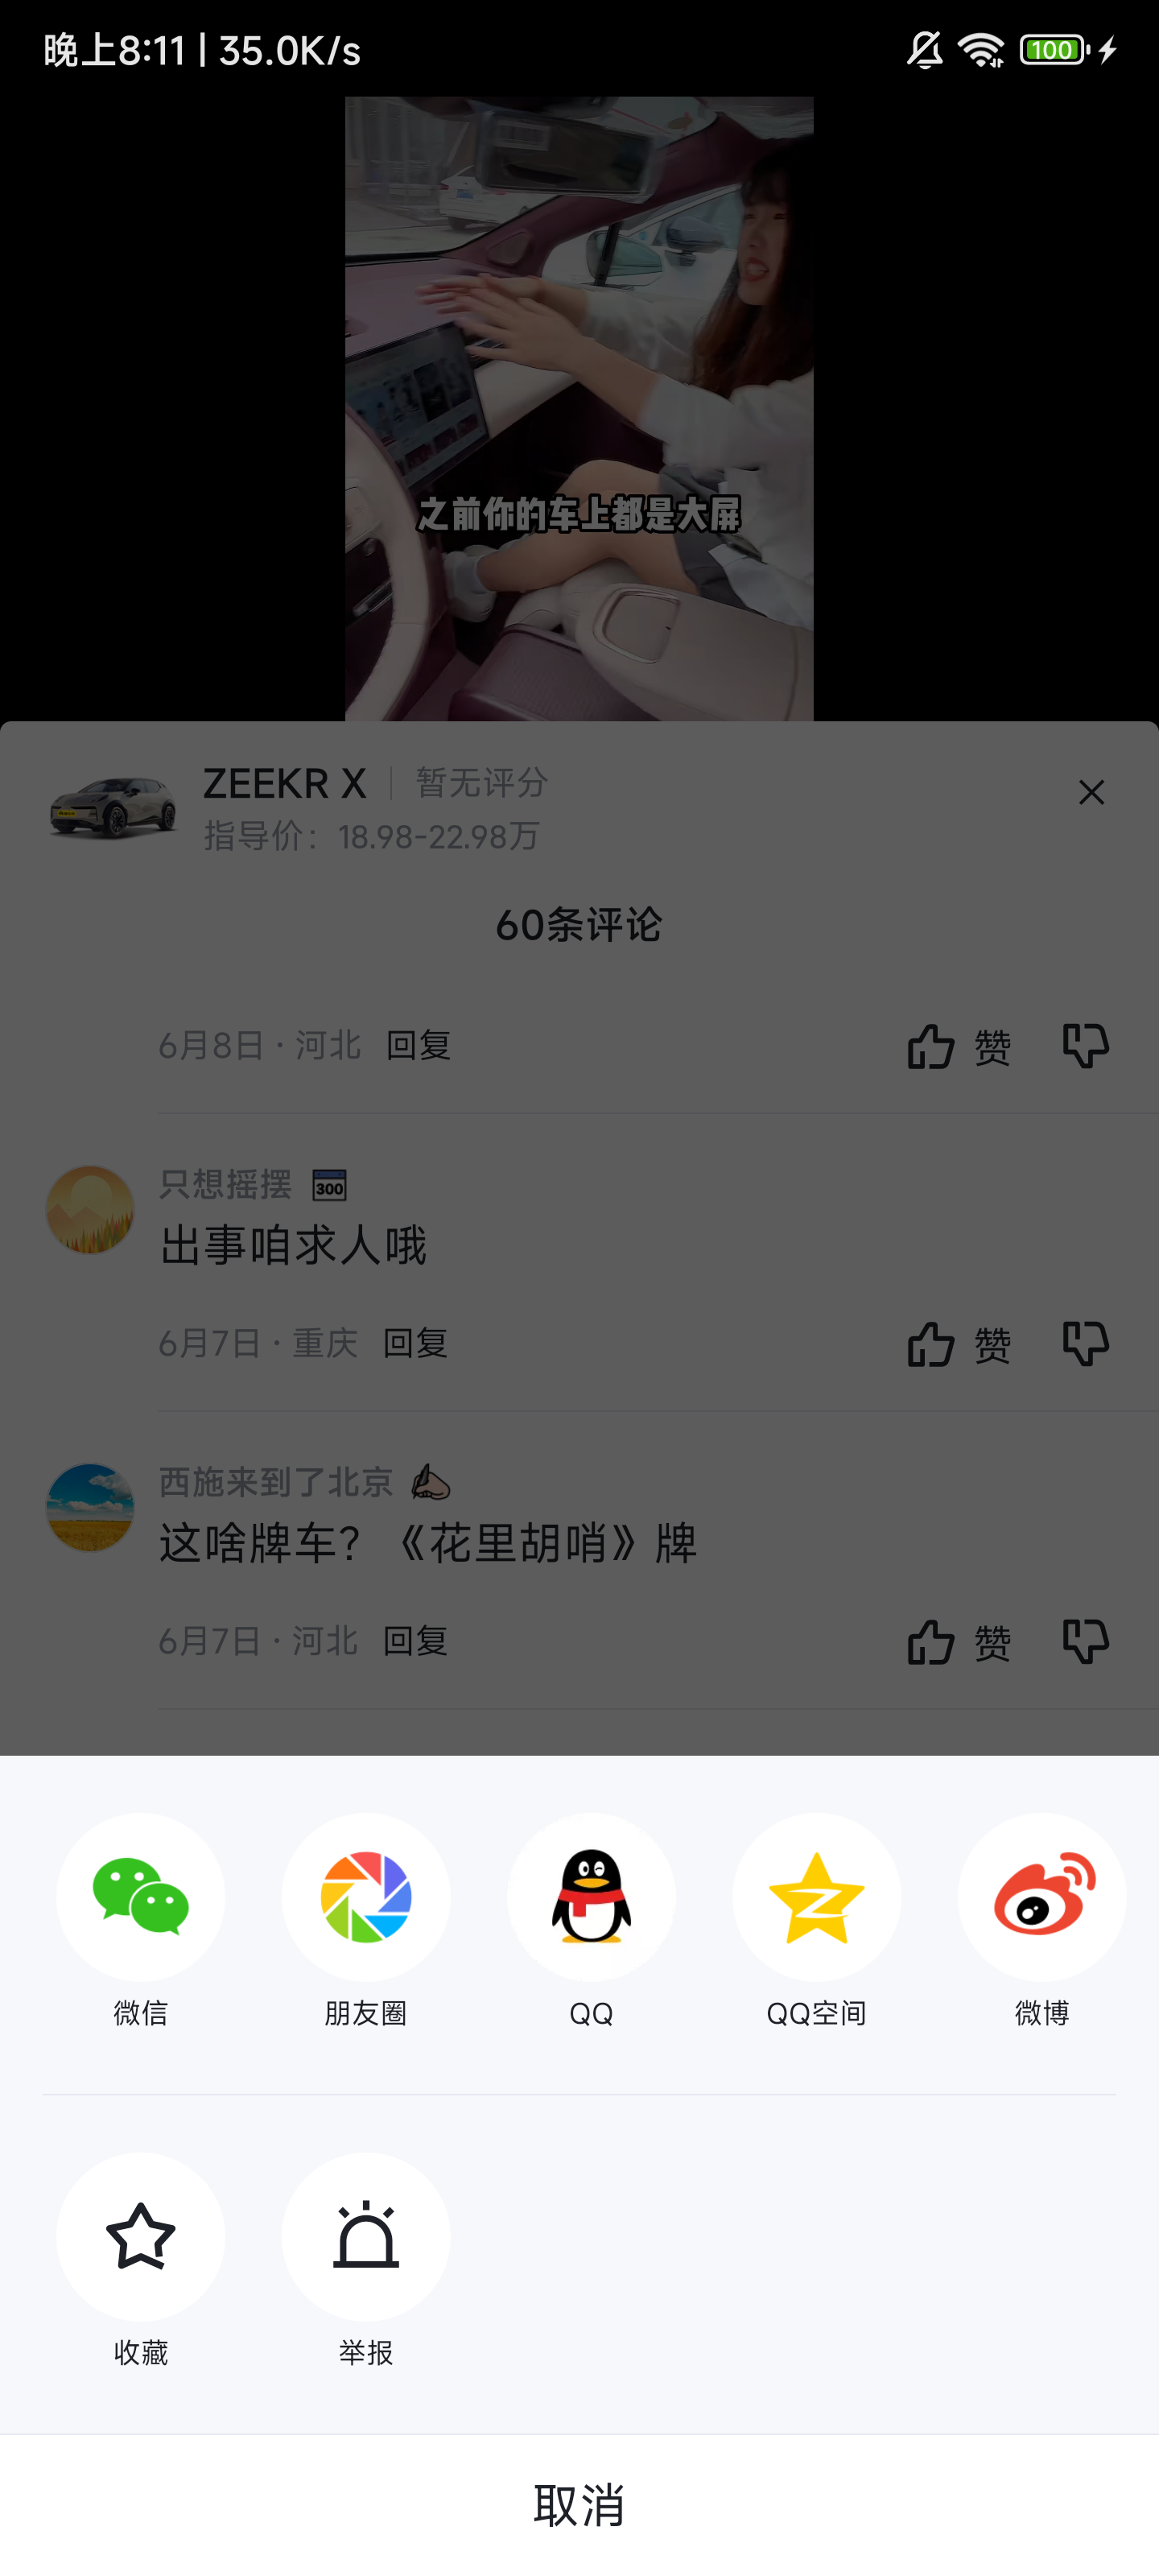 晚上8:11 | 35.0K/s
100
之前你的车上都是大屏
ZEEKR X | 暂无评分
指导价：18.98-22.98万
60条评论
6月8日 · 河北 回复 赞
只想摇摆 300
出事咱求人哦
6月7日 · 重庆 回复 赞
西施来到了北京
这啥牌车？《花里胡哨》牌
6月7日 · 河北 回复 赞
微信 朋友圈 QQ QQ空间 微博
收藏 举报
取消